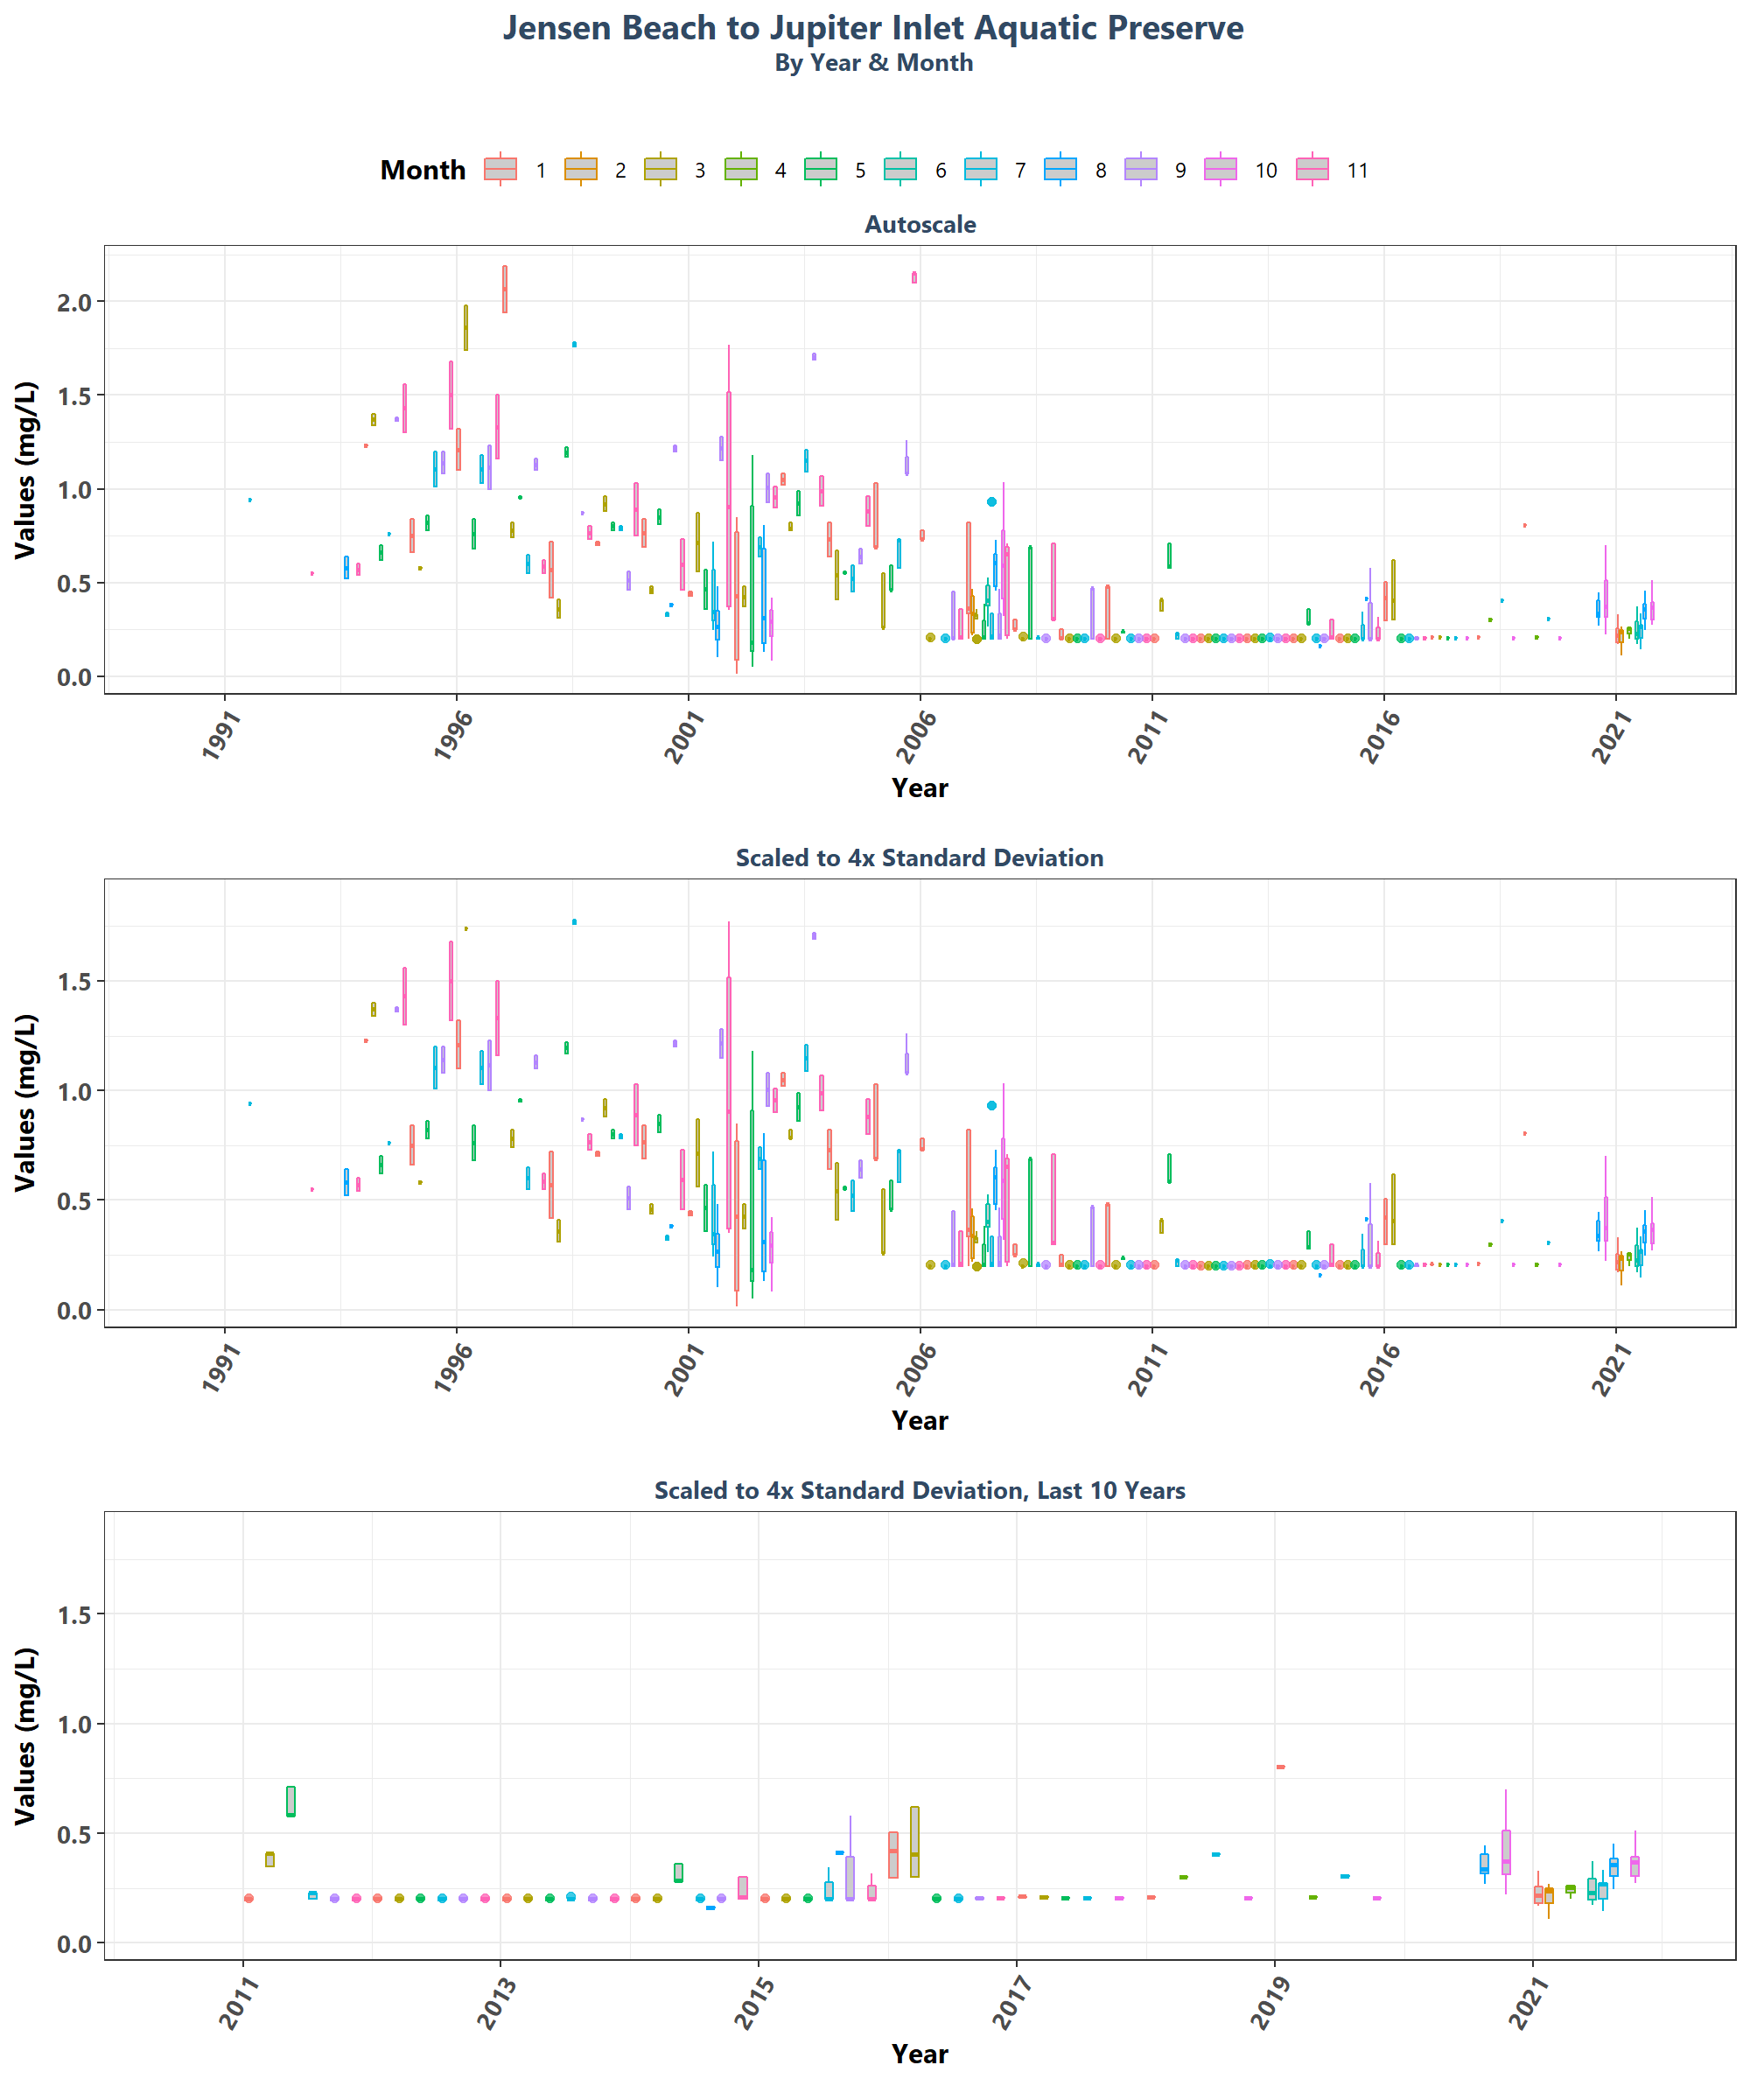 Jensen Beach to Jupiter Inlet Aquatic Preserve
By Year & Month
Month 1 2 3 4 5 6 7 8 9 10 11
Autoscale
Values (mg/L)
2.0
1.5
1.0
0.5
0.0
1991 1996 2001 2006 2011 2016 2021
Year
Scaled to 4x Standard Deviation
Values (mg/L)
1.5
1.0
0.5
0.0
1991 1996 2001 2006 2011 2016 2021
Year
Scaled to 4x Standard Deviation, Last 10 Years
Values (mg/L)
1.5
1.0
0.5
0.0
2011 2013 2015 2017 2019 2021
Year